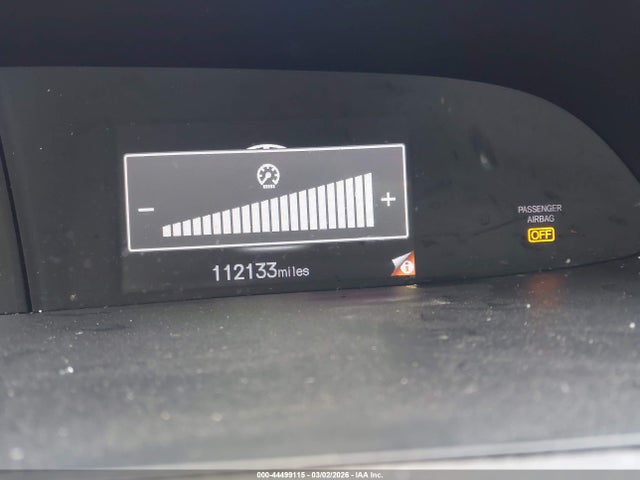 − +
PASSENGER
AIRBAG
OFF
112133miles
000-44499115 - 03/02/2026 - IAA Inc.